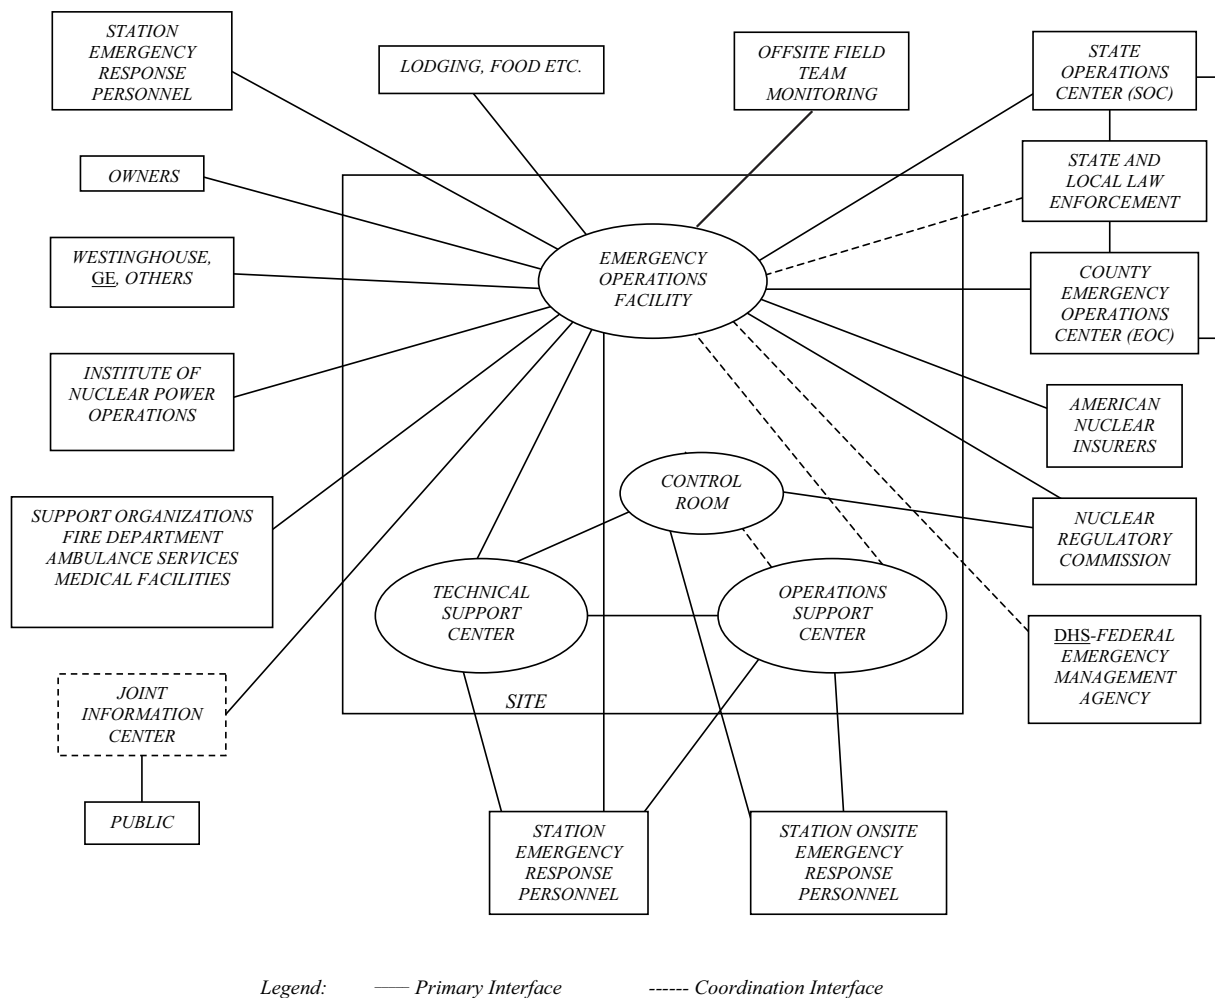 STATION
EMERGENCY
RESPONSE
PERSONNEL
LODGING, FOOD ETC.
OFFSITE FIELD
TEAM
MONITORING
STATE
OPERATIONS
CENTER (SOC)
OWNERS
STATE AND
LOCAL LAW
ENFORCEMENT
WESTINGHOUSE,
GE, OTHERS
EMERGENCY
OPERATIONS
FACILITY
COUNTY
EMERGENCY
OPERATIONS
CENTER (EOC)
INSTITUTE OF
NUCLEAR POWER
OPERATIONS
AMERICAN
NUCLEAR
INSURERS
CONTROL
ROOM
SUPPORT ORGANIZATIONS
FIRE DEPARTMENT
AMBULANCE SERVICES
MEDICAL FACILITIES
NUCLEAR
REGULATORY
COMMISSION
TECHNICAL
SUPPORT
CENTER
OPERATIONS
SUPPORT
CENTER
DHS-FEDERAL
EMERGENCY
MANAGEMENT
AGENCY
JOINT
INFORMATION
CENTER
SITE
PUBLIC
STATION
EMERGENCY
RESPONSE
PERSONNEL
STATION ONSITE
EMERGENCY
RESPONSE
PERSONNEL
Legend: —— Primary Interface ------ Coordination Interface